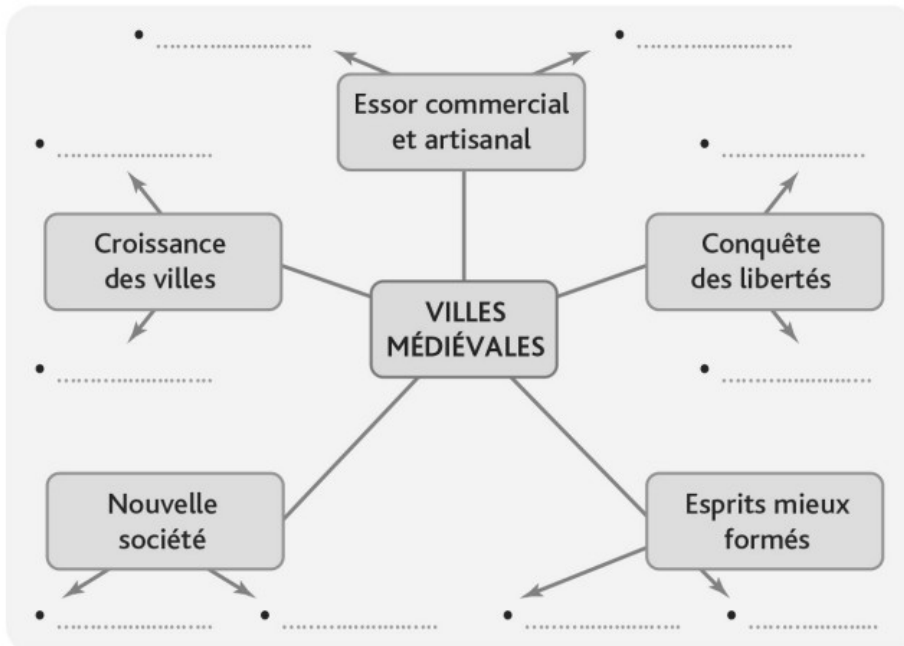 • ........................
• ........................
Essor commercial
et artisanal
• ........................
• ........................
Croissance
des villes
Conquête
des libertés
VILLES
MÉDIÉVALES
• ........................
• ........................
Nouvelle
société
Esprits mieux
formés
• ........................
• ........................
• ........................
• ........................